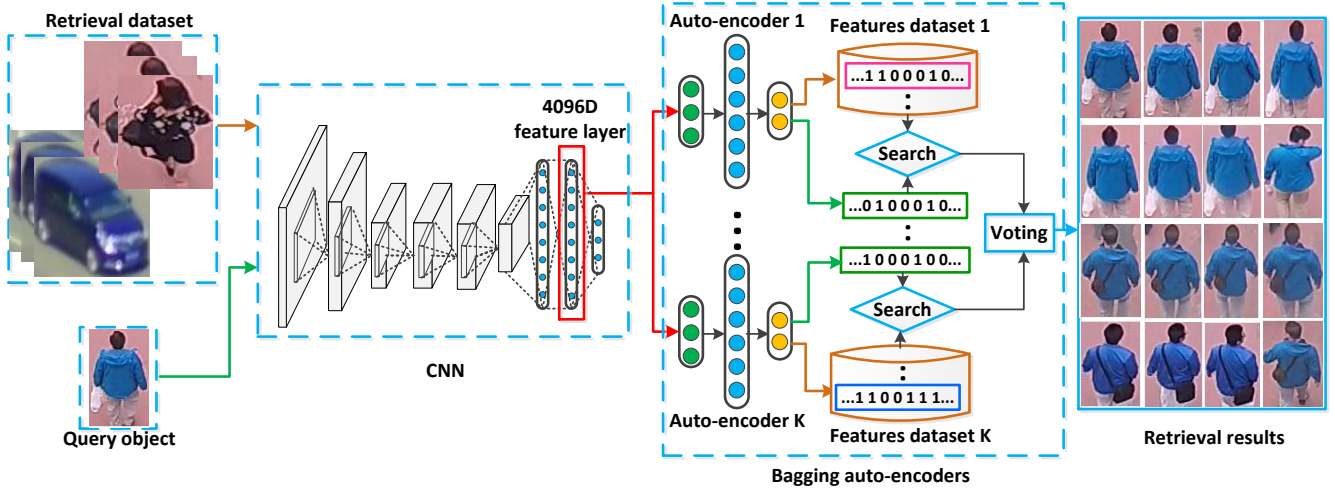 Retrieval dataset
Query object
4096D
feature layer
CNN
Auto-encoder 1
Features dataset 1
...1 1 0 0 0 1 0...
Search
...0 1 0 0 0 1 0...
Voting
...1 0 0 0 1 0 0...
Search
...1 1 0 0 1 1 1...
Auto-encoder K
Features dataset K
Bagging auto-encoders
Retrieval results